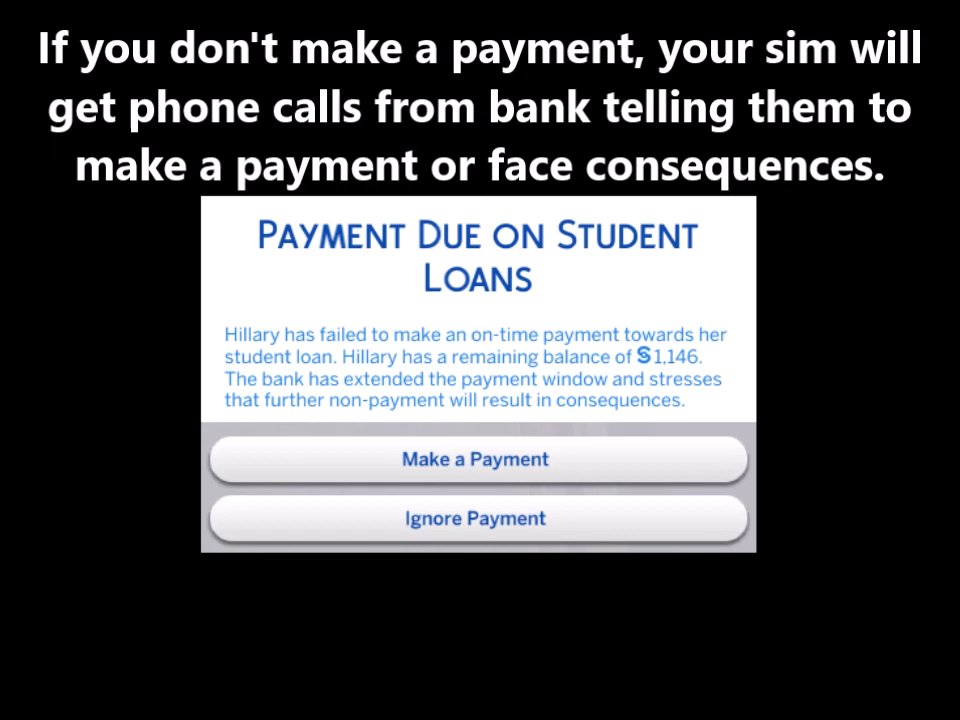 If you don't make a payment, your sim will
get phone calls from bank telling them to
make a payment or face consequences.
PAYMENT DUE ON STUDENT
LOANS
Hillary has failed to make an on-time payment towards her
student loan. Hillary has a remaining balance of §1,146.
The bank has extended the payment window and stresses
that further non-payment will result in consequences.
Make a Payment
Ignore Payment